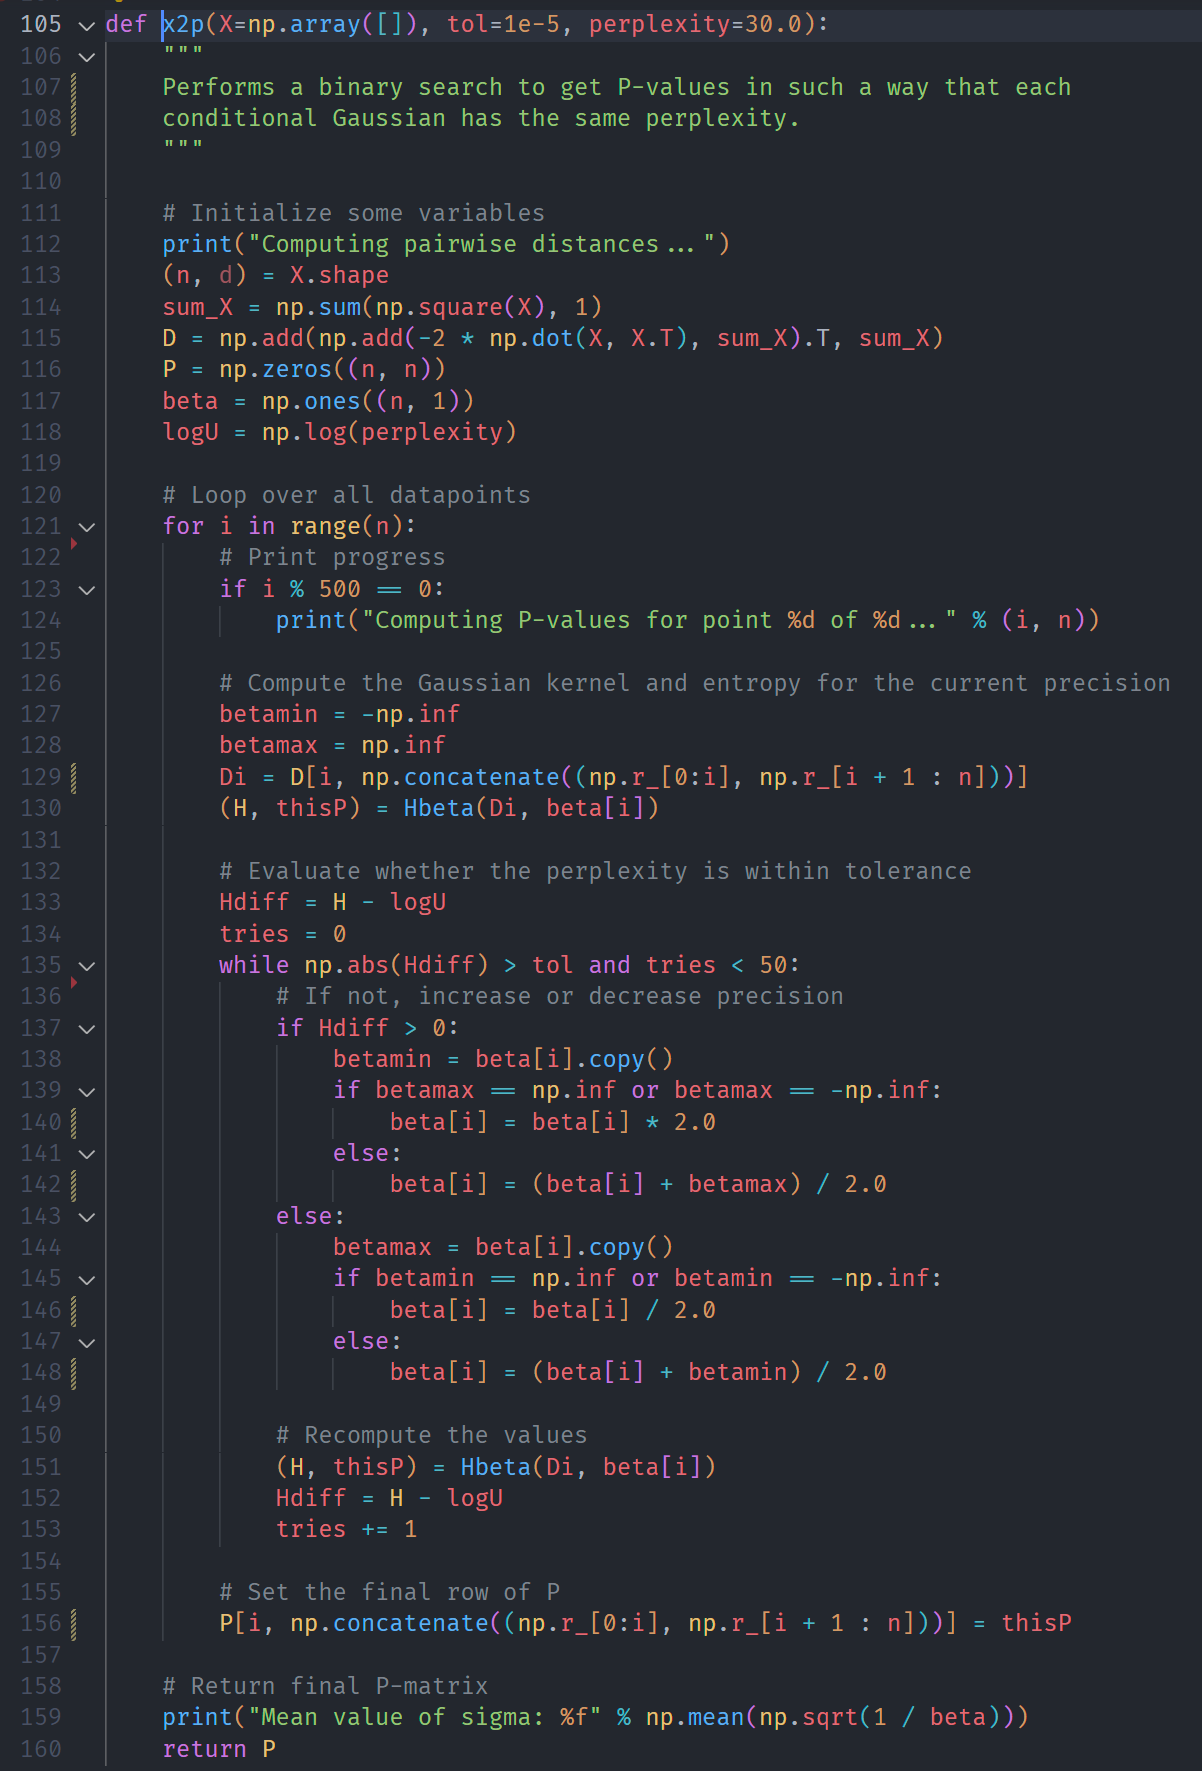 105 def x2p(X=np.array([]), tol=1e-5, perplexity=30.0):
106     """
107     Performs a binary search to get P-values in such a way that each
108     conditional Gaussian has the same perplexity.
109     """
110
111     # Initialize some variables
112     print("Computing pairwise distances...")
113     (n, d) = X.shape
114     sum_X = np.sum(np.square(X), 1)
115     D = np.add(np.add(-2 * np.dot(X, X.T), sum_X).T, sum_X)
116     P = np.zeros((n, n))
117     beta = np.ones((n, 1))
118     logU = np.log(perplexity)
119
120     # Loop over all datapoints
121     for i in range(n):
122         # Print progress
123         if i % 500 == 0:
124             print("Computing P-values for point %d of %d..." % (i, n))
125
126         # Compute the Gaussian kernel and entropy for the current precision
127         betamin = -np.inf
128         betamax = np.inf
129         Di = D[i, np.concatenate((np.r_[0:i], np.r_[i + 1 : n]))]
130         (H, thisP) = Hbeta(Di, beta[i])
131
132         # Evaluate whether the perplexity is within tolerance
133         Hdiff = H - logU
134         tries = 0
135         while np.abs(Hdiff) > tol and tries < 50:
136             # If not, increase or decrease precision
137             if Hdiff > 0:
138                 betamin = beta[i].copy()
139                 if betamax == np.inf or betamax == -np.inf:
140                     beta[i] = beta[i] * 2.0
141                 else:
142                     beta[i] = (beta[i] + betamax) / 2.0
143             else:
144                 betamax = beta[i].copy()
145                 if betamin == np.inf or betamin == -np.inf:
146                     beta[i] = beta[i] / 2.0
147                 else:
148                     beta[i] = (beta[i] + betamin) / 2.0
149
150             # Recompute the values
151             (H, thisP) = Hbeta(Di, beta[i])
152             Hdiff = H - logU
153             tries += 1
154
155         # Set the final row of P
156         P[i, np.concatenate((np.r_[0:i], np.r_[i + 1 : n]))] = thisP
157
158     # Return final P-matrix
159     print("Mean value of sigma: %f" % np.mean(np.sqrt(1 / beta)))
160     return P